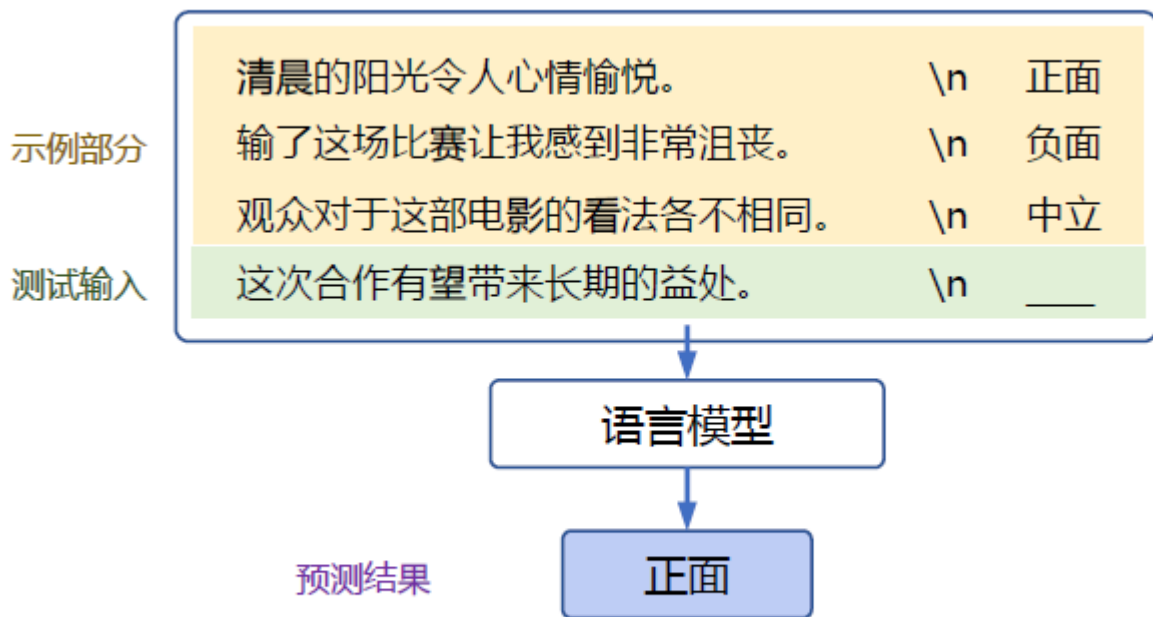 清晨的阳光令人心情愉悦。 \n 正面
示例部分 输了这场比赛让我感到非常沮丧。 \n 负面
观众对于这部电影的看法各不相同。 \n 中立
测试输入 这次合作有望带来长期的益处。 \n ____
语言模型
预测结果 正面